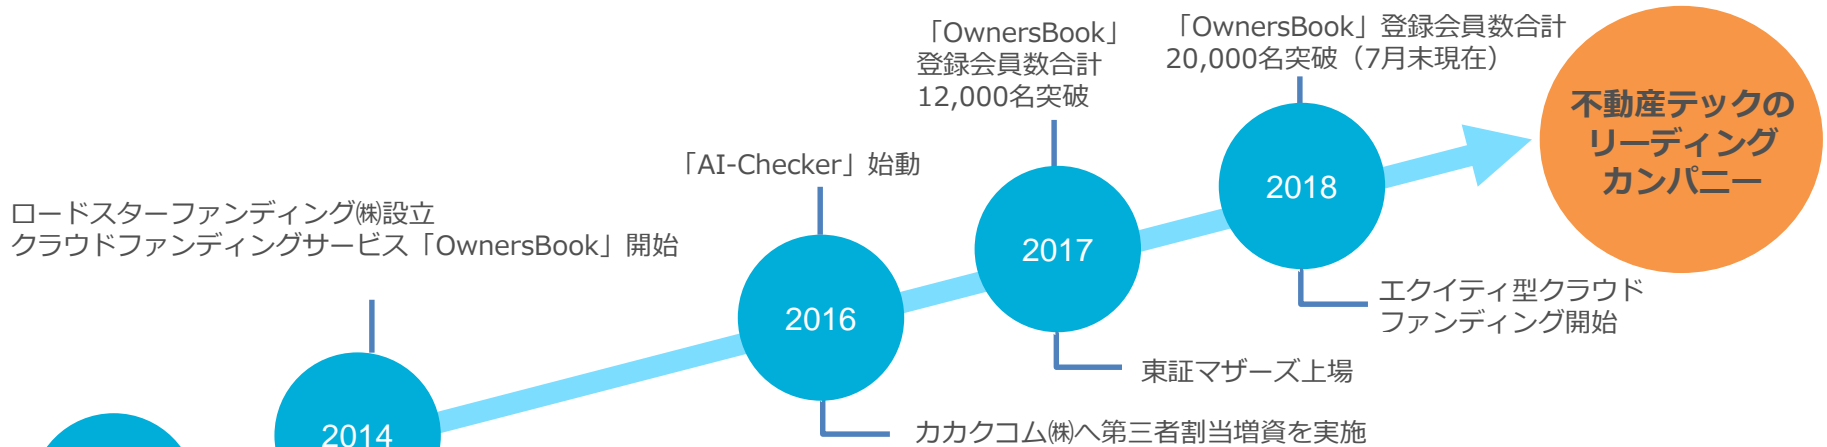 ロードスターファンディング㈱設立
クラウドファンディングサービス「OwnersBook」開始
2014
「AI-Checker」始動
2016
カカクコム㈱へ第三者割当増資を実施
「OwnersBook」
登録会員数合計
12,000名突破
2017
東証マザーズ上場
「OwnersBook」登録会員数合計
20,000名突破（7月末現在）
2018
エクイティ型クラウド
ファンディング開始
不動産テックの
リーディング
カンパニー